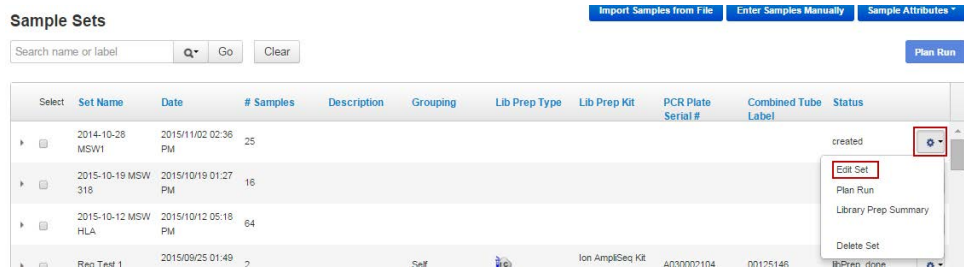 Sample Sets
Import Samples from File
Enter Samples Manually
Sample Attributes
Search name or label
Go
Clear
Plan Run
Select
Set Name
Date
# Samples
Description
Grouping
Lib Prep Type
Lib Prep Kit
PCR Plate
Serial #
Combined Tube
Label
Status
2014-10-28
MSW1
2015/11/02 02:36
PM
25
created
2015-10-19 MSW
318
2015/10/19 01:27
PM
16
2015-10-12 MSW
HLA
2015/10/12 05:18
PM
64
Edit Set
Plan Run
Library Prep Summary
Delete Set
Req Test 1
2015/09/25 01:49
2
Self
Ion AmpliSeq Kit
A030002104
00125146
libPrep_done